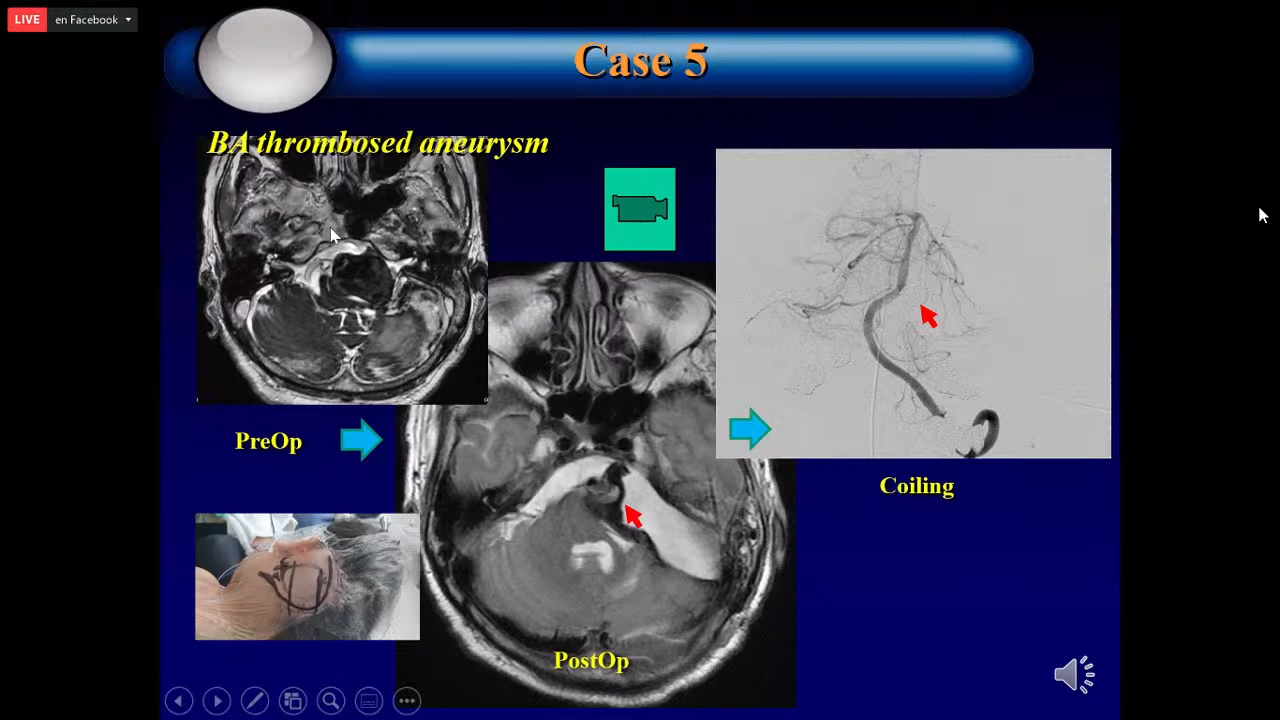 LIVE en Facebook
Case 5
BA thrombosed aneurysm
PreOp
Coiling
PostOp